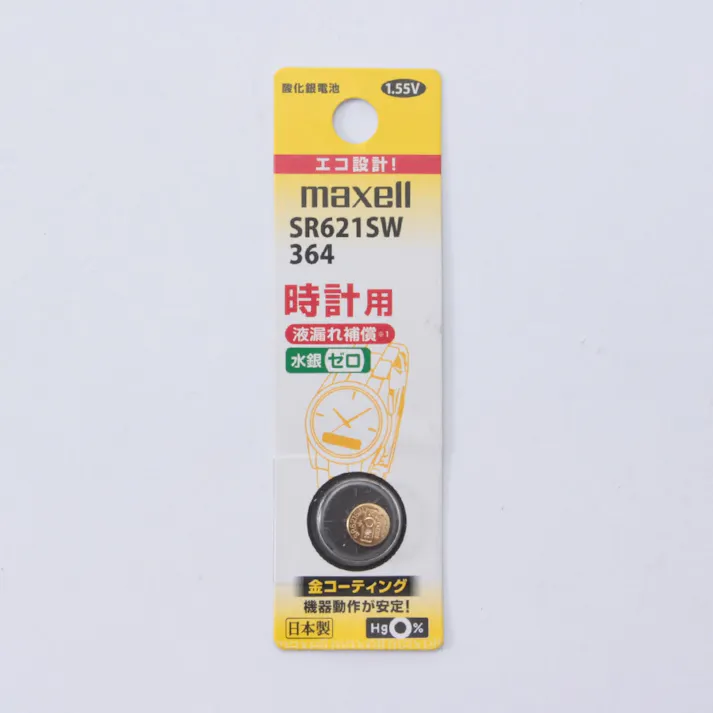 酸化銀電池
1.55V
エコ設計!
maxell
SR621SW
364
時計用
液漏れ補償※1
水銀ゼロ
金コーティング
機器動作が安定!
日本製
Hg0%